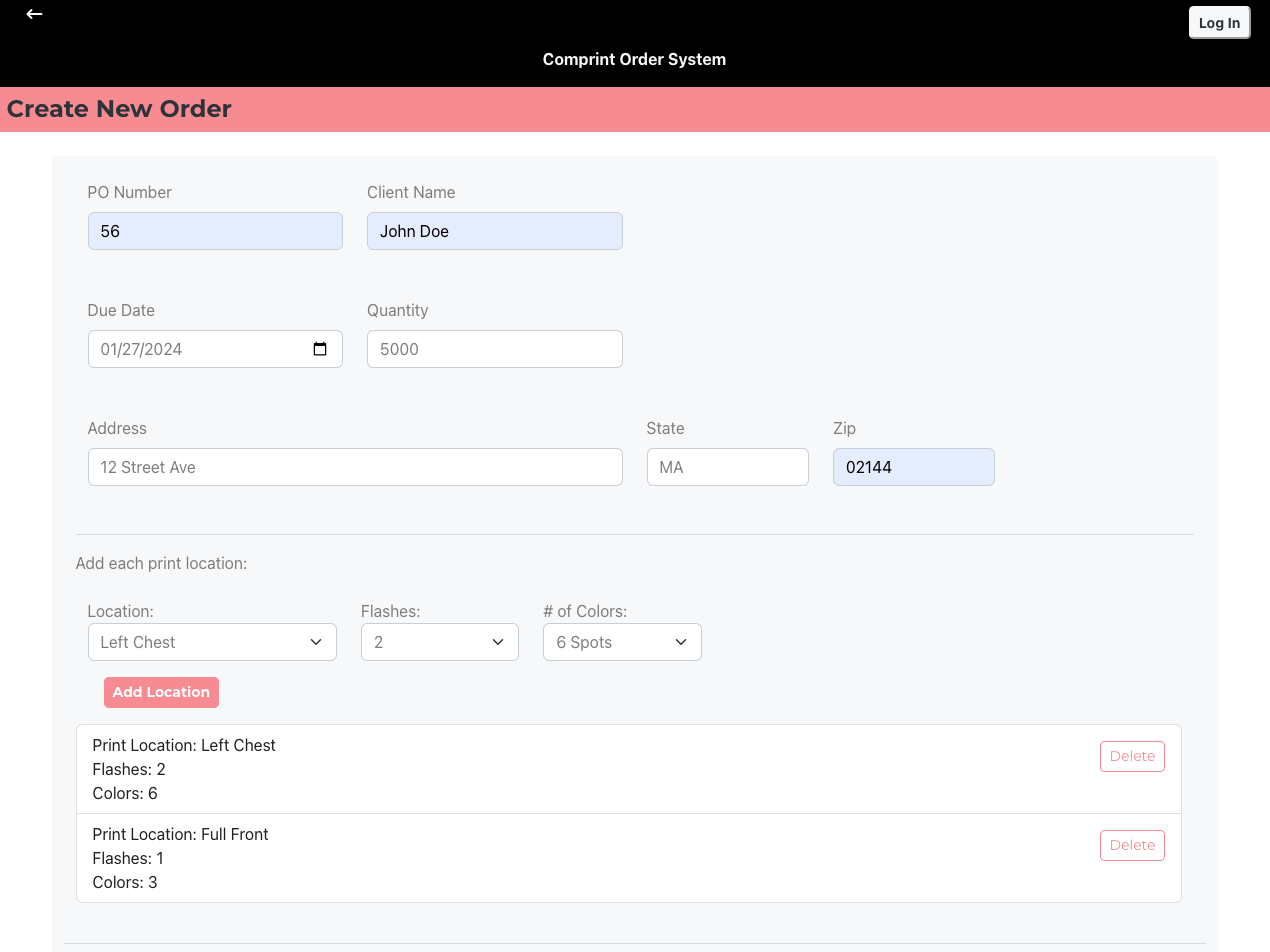 Log In
Comprint Order System
Create New Order
PO Number Client Name
56 John Doe
Due Date Quantity
01/27/2024 5000
Address State Zip
12 Street Ave MA 02144
Add each print location:
Location: Flashes: # of Colors:
Left Chest 2 6 Spots
Add Location
Print Location: Left Chest
Delete
Flashes: 2
Colors: 6
Print Location: Full Front
Delete
Flashes: 1
Colors: 3